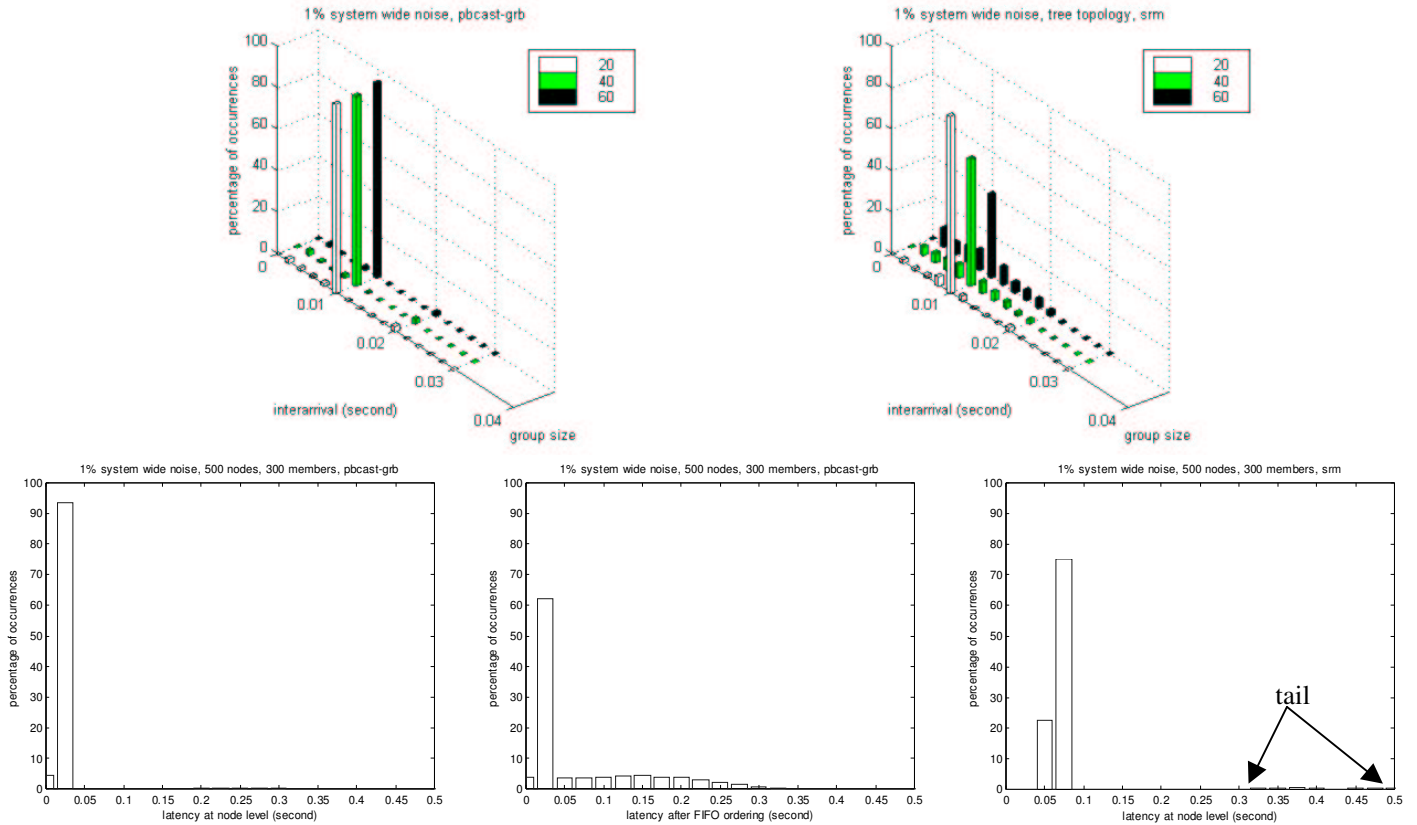 1% system wide noise, pbcast-grb
100
80
60
40
20
0
percentage of occurrences
20
40
60
0
0.01
0.02
0.03
0.04
interarrival (second)
group size
1% system wide noise, tree topology, srm
100
80
60
40
20
0
percentage of occurrences
20
40
60
0
0.01
0.02
0.03
0.04
interarrival (second)
group size
1% system wide noise, 500 nodes, 300 members, pbcast-grb
100
90
80
70
60
50
40
30
20
10
0
percentage of occurrences
0 0.05 0.1 0.15 0.2 0.25 0.3 0.35 0.4 0.45 0.5
latency at node level (second)
1% system wide noise, 500 nodes, 300 members, pbcast-grb
100
90
80
70
60
50
40
30
20
10
0
percentage of occurrences
0 0.05 0.1 0.15 0.2 0.25 0.3 0.35 0.4 0.45 0.5
latency after FIFO ordering (second)
1% system wide noise, 500 nodes, 300 members, srm
100
90
80
70
60
50
40
30
20
10
0
percentage of occurrences
tail
0 0.05 0.1 0.15 0.2 0.25 0.3 0.35 0.4 0.45 0.5
latency at node level (second)